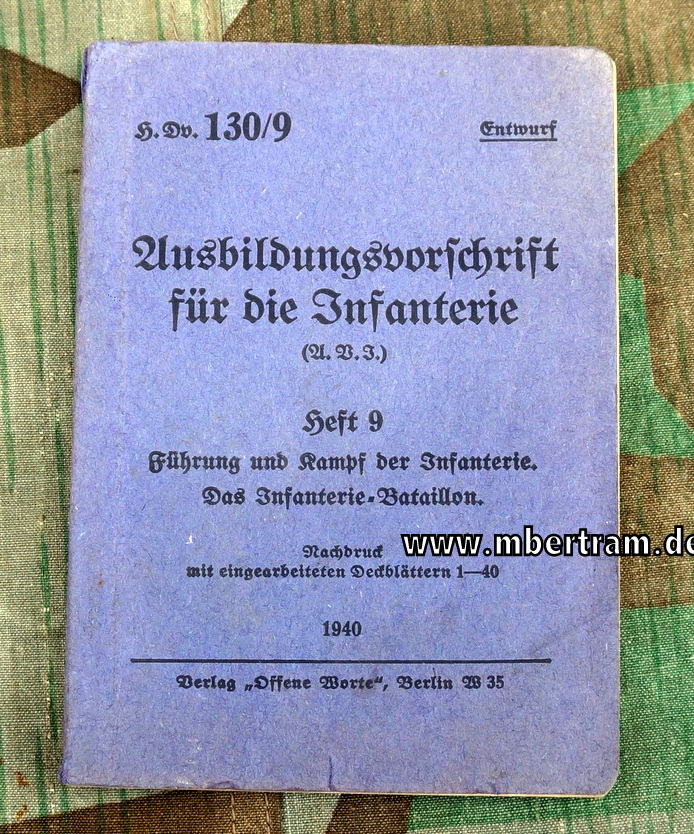 H. Dv. 130/9
Entwurf
Ausbildungsvorschrift
für die Infanterie
(A. V. I.)
Heft 9
Führung und Kampf der Infanterie.
Das Infanterie-Bataillon.
Nachdruck
mit eingearbeiteten Deckblättern 1—40
www.mbertram.de
1940
Verlag „Offene Worte“, Berlin W 35